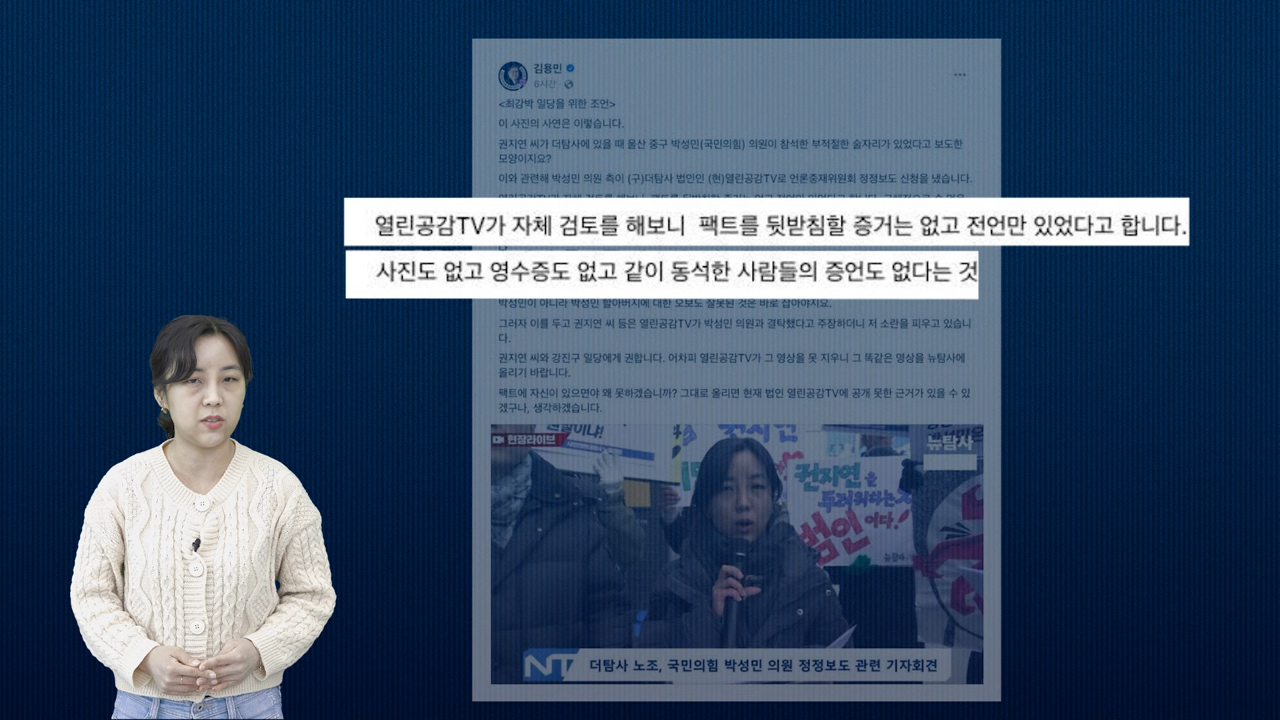 김용민
6시간
<최강박 일당을 위한 조언>
이 사진의 사연은 이렇습니다.
권지연 씨가 더탐사에 있을 때 울산 중구 박성민(국민의힘) 의원이 참석한 부적절한 술자리가 있었다고 보도한
모양이지요?
이와 관련해 박성민 의원 측이 (구)더탐사 법인인 (현)열린공감TV로 언론중재위원회 정정보도 신청을 냈습니다.
열린공감TV가 자체 검토를 해보니 팩트를 뒷받침할 증거는 없고 전언만 있었다고 합니다.
사진도 없고 영수증도 없고 같이 동석한 사람들의 증언도 없다는 것
박성민이 아니라 박성민 할아버지에 대한 오보도 잘못된 것은 바로 잡아야지요.
그러자 이를 두고 권지연 씨 등은 열린공감TV가 박성민 의원과 결탁했다고 주장하더니 저 소란을 피우고 있습니
다.
권지연 씨와 강진구 일당에게 권합니다. 어차피 열린공감TV가 그 영상을 못 지우니 그 똑같은 영상을 뉴탐사에
올리기 바랍니다.
팩트에 자신이 있으면야 왜 못하겠습니까? 그대로 올리면 현재 법인 열린공감TV에 공개 못한 근거가 있을 수 있
겠구나, 생각하겠습니다.
현장라이브
뉴탐사
권지연을
두려워하는자
범인이다!
NT
더탐사 노조, 국민의힘 박성민 의원 정정보도 관련 기자회견